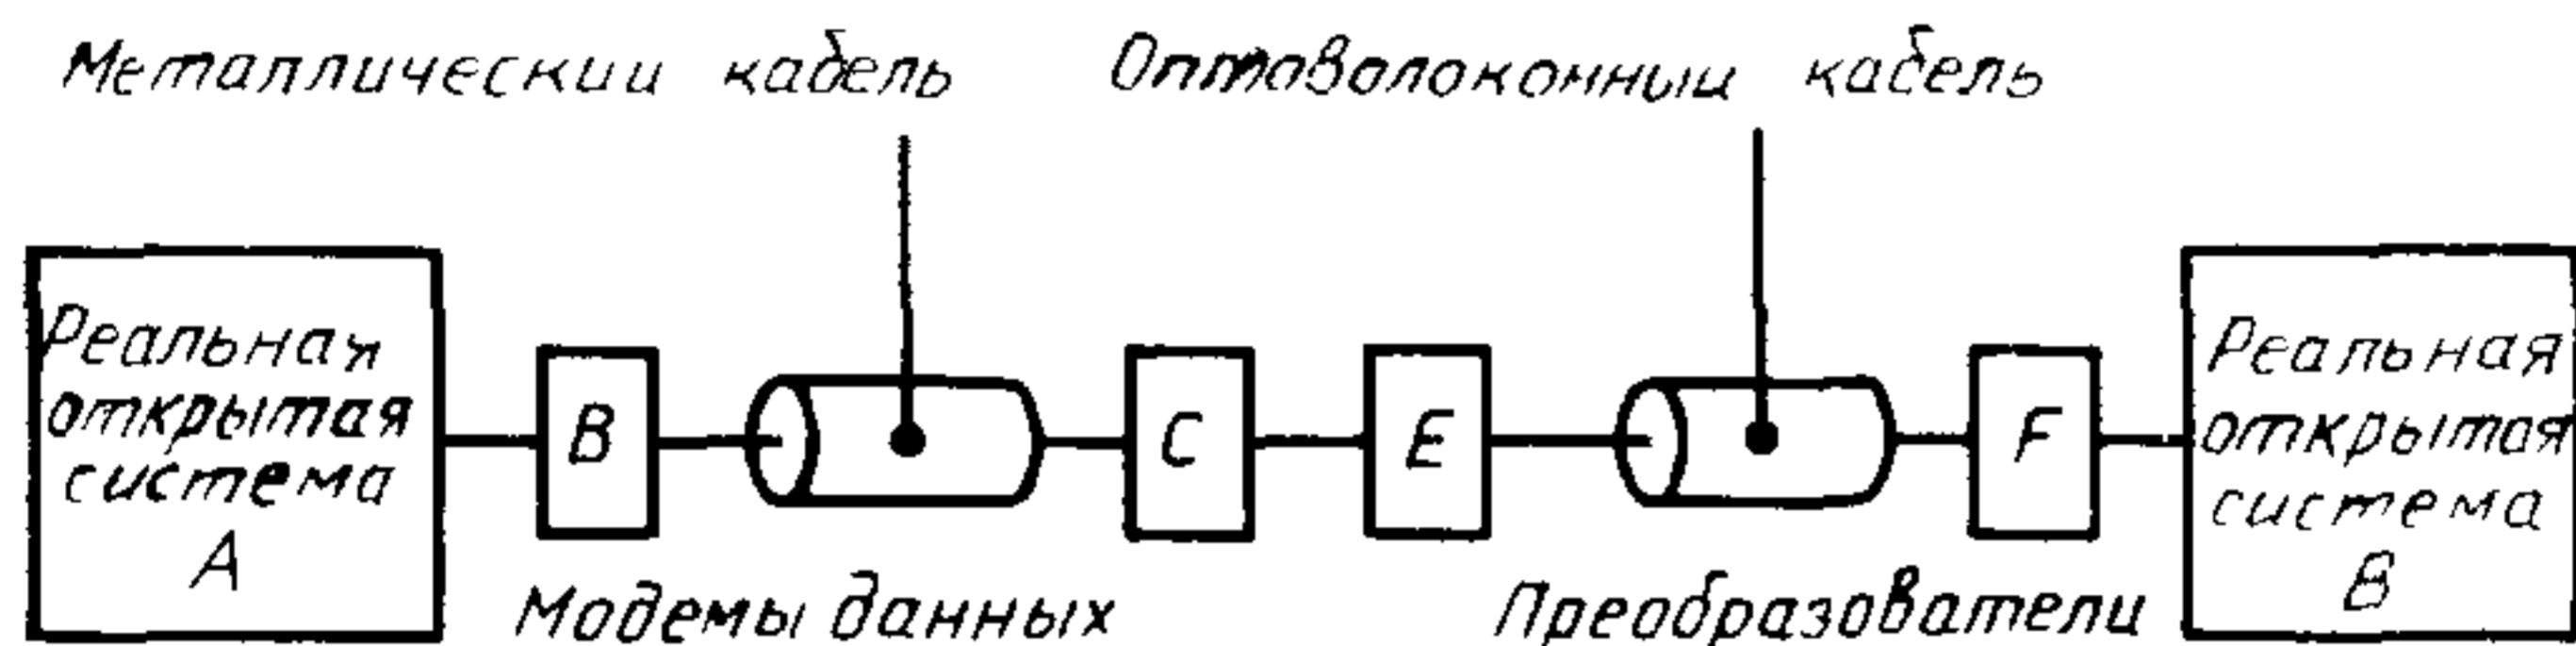 Металлический кабель
Оптоволоконный кабель
Реальная
открытая
система
A
B
C
E
F
Реальная
открытая
система
B
Модемы данных
Преобразователи